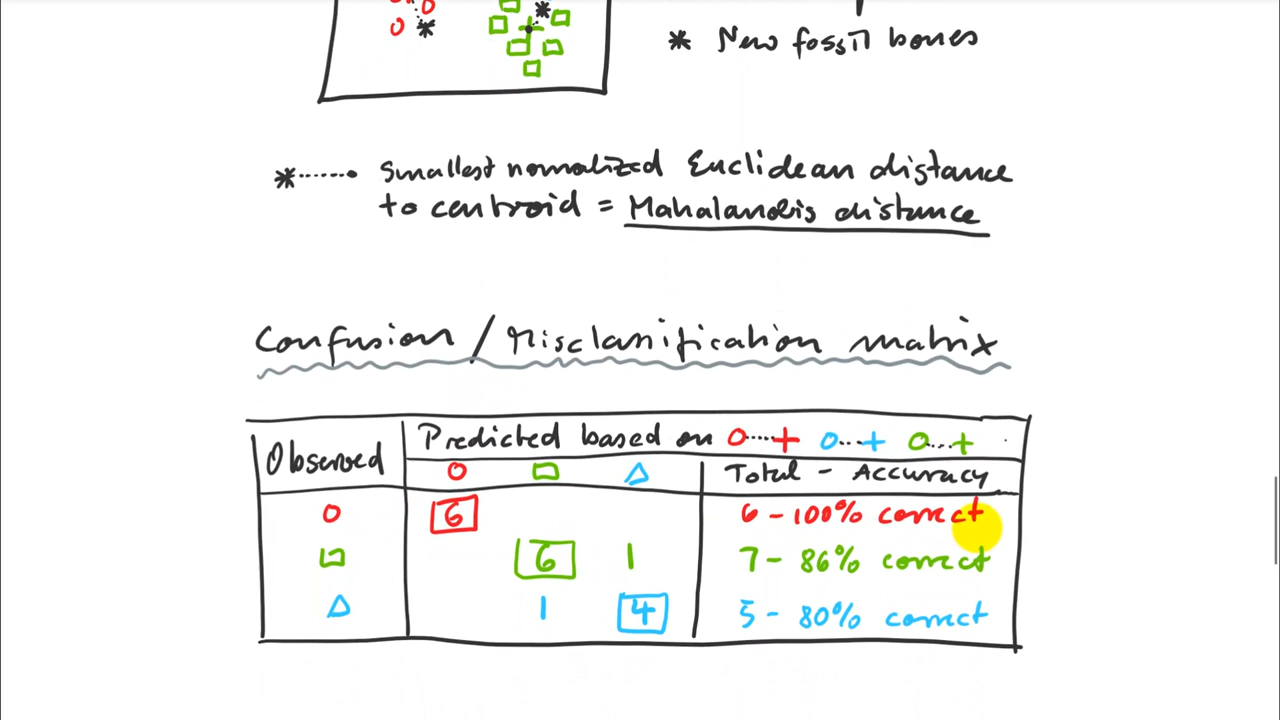 * New fossil bones
* ...... • Smallest normalized Euclidean distance
to centroid = Mahalanobis distance
Confusion / Misclassification matrix
Observed
Predicted based on O....+ O...+ O...+
O □ △ Total - Accuracy
O 6 6 - 100% correct
□ 6 1 7 - 86% correct
△ 1 4 5 - 80% correct